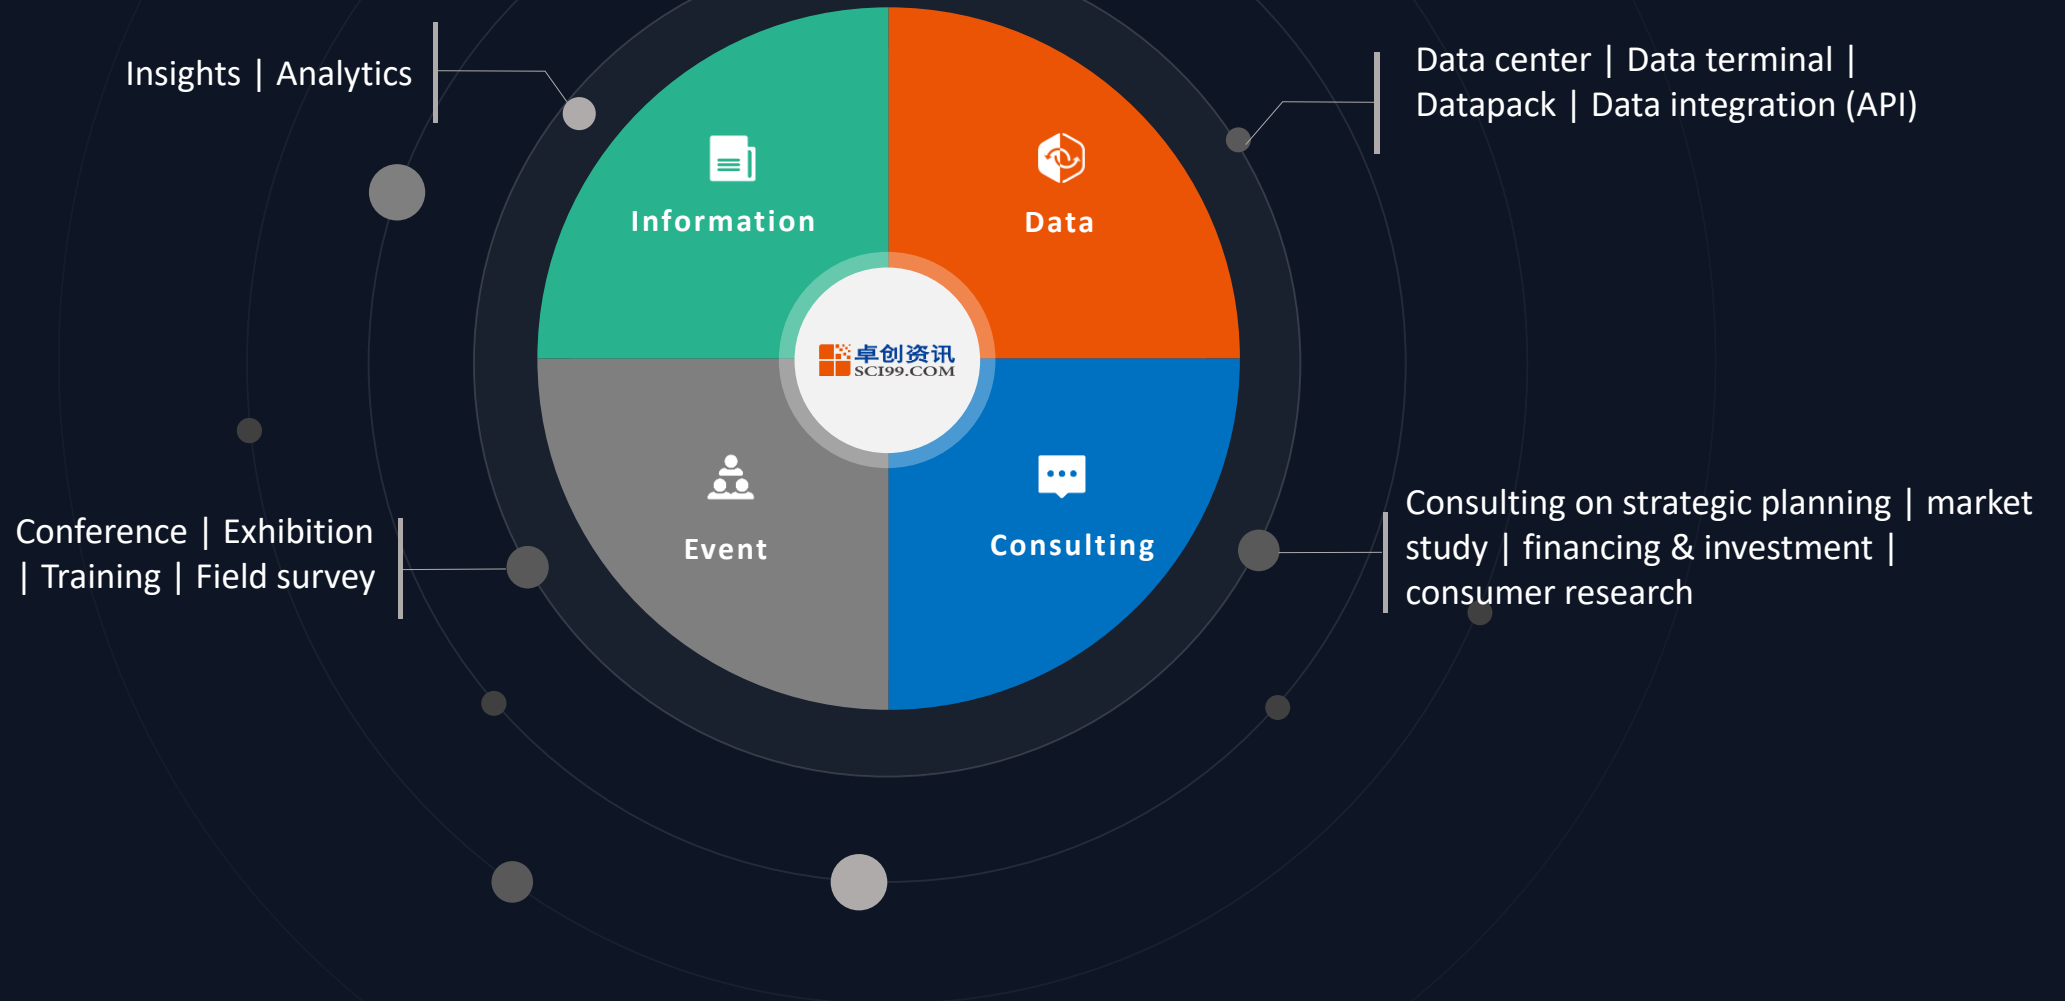 Insights | Analytics
Data center | Data terminal |
Datapack | Data integration (API)
Information
Data
卓创资讯
SCI99.COM
Event
Consulting
Conference | Exhibition
| Training | Field survey
Consulting on strategic planning | market
study | financing & investment |
consumer research